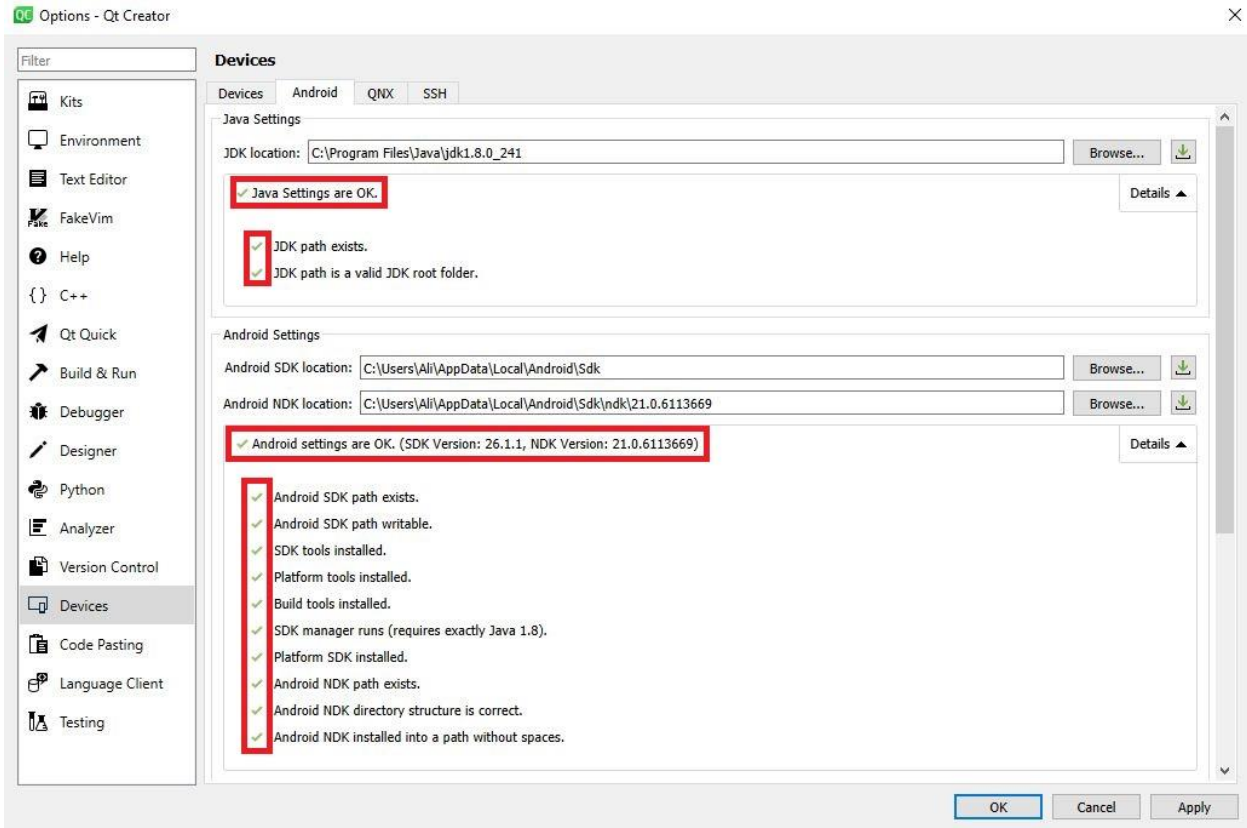 QC Options - Qt Creator
Filter
Kits
Environment
Text Editor
Fake
FakeVim
Help
C++
Qt Quick
Build & Run
Debugger
Designer
Python
Analyzer
Version Control
Devices
Code Pasting
Language Client
Testing
Devices
Devices Android QNX SSH
Java Settings
JDK location: C:\Program Files\Java\jdk1.8.0_241 Browse...
Java Settings are OK. Details
JDK path exists.
JDK path is a valid JDK root folder.
Android Settings
Android SDK location: C:\Users\Ali\AppData\Local\Android\Sdk Browse...
Android NDK location: C:\Users\Ali\AppData\Local\Android\Sdk\ndk\21.0.6113669 Browse...
Android settings are OK. (SDK Version: 26.1.1, NDK Version: 21.0.6113669) Details
Android SDK path exists.
Android SDK path writable.
SDK tools installed.
Platform tools installed.
Build tools installed.
SDK manager runs (requires exactly Java 1.8).
Platform SDK installed.
Android NDK path exists.
Android NDK directory structure is correct.
Android NDK installed into a path without spaces.
OK Cancel Apply